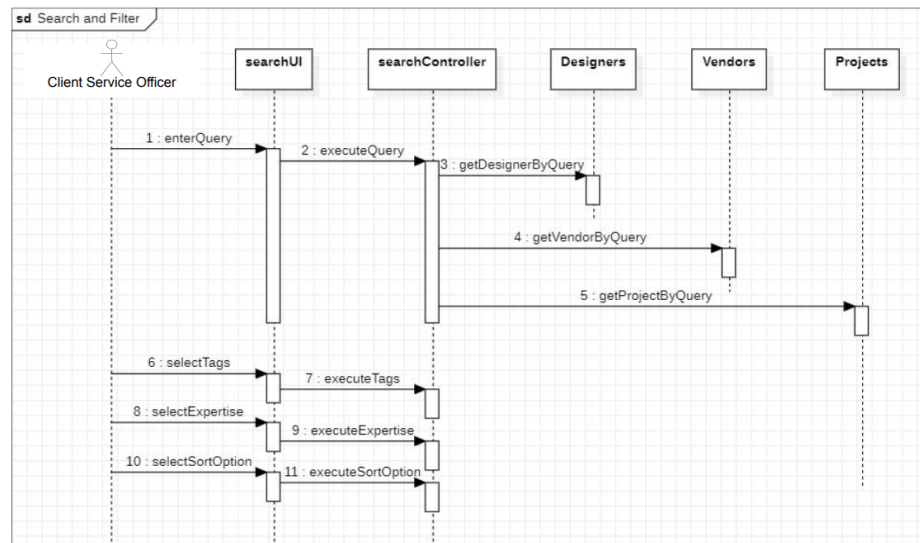 sd Search and Filter
Client Service Officer
searchUI
searchController
Designers
Vendors
Projects
1 : enterQuery
2 : executeQuery
3 : getDesignerByQuery
4 : getVendorByQuery
5 : getProjectByQuery
6 : selectTags
7 : executeTags
8 : selectExpertise
9 : executeExpertise
10 : selectSortOption
11 : executeSortOption